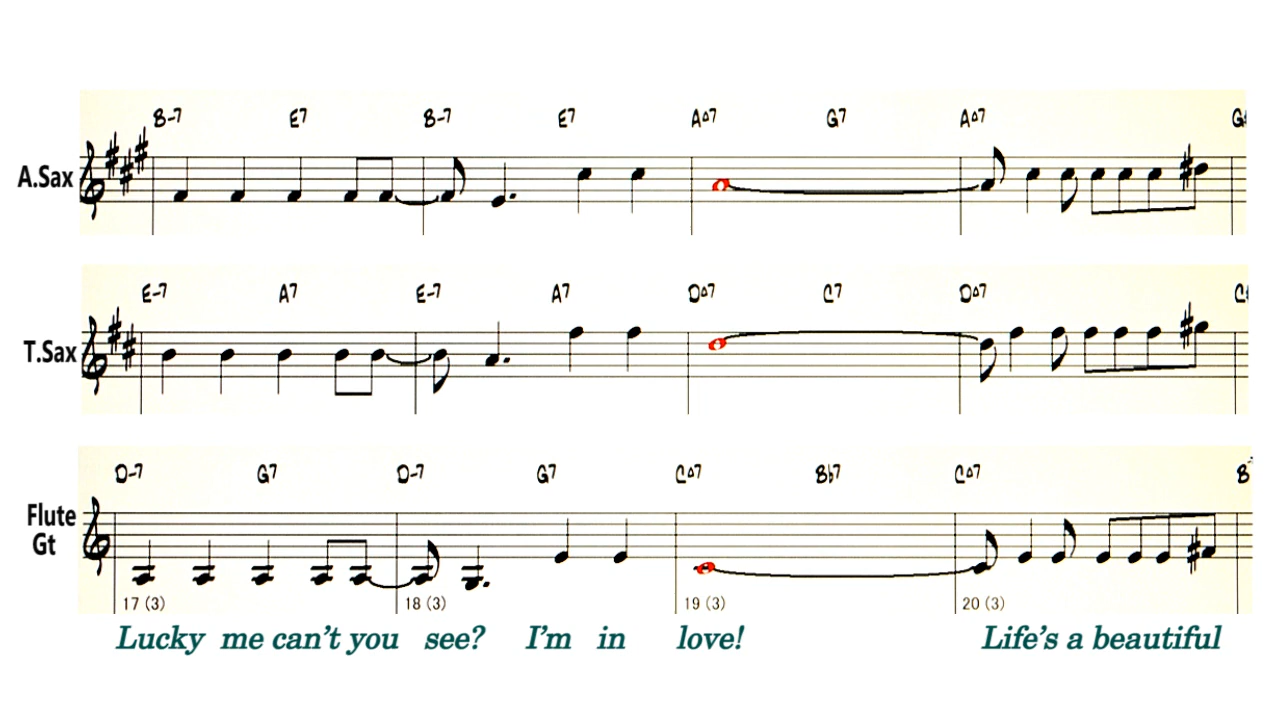 B-7 E7 B-7 E7 A△7 G7 A△7 G#
A.Sax
E-7 A7 E-7 A7 D△7 C7 D△7 C#
T.Sax
D-7 G7 D-7 G7 C△7 B♭7 C△7 B
Flute
Gt
17 (3) 18 (3) 19 (3) 20 (3)
Lucky me can't you see? I'm in love! Life's a beautiful